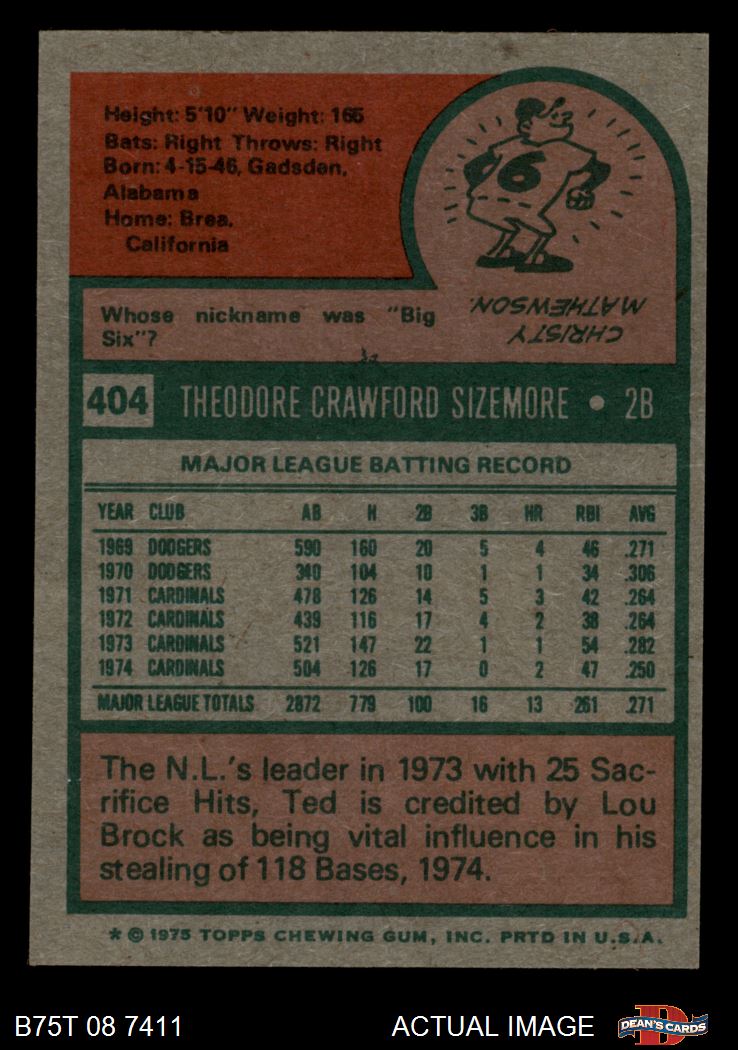 Height: 5'10" Weight: 165
Bats: Right Throws: Right
Born: 4-15-46, Gadsden,
Alabama
Home: Brea,
California
6
CHRISTY
MATHEWSON.
Whose nickname was "Big
Six"?
404 THEODORE CRAWFORD SIZEMORE • 2B
MAJOR LEAGUE BATTING RECORD
YEAR CLUB AB H 2B 3B HR RBI AVG
1969 DODGERS 590 160 20 5 4 46 .271
1970 DODGERS 340 104 10 1 1 34 .306
1971 CARDINALS 478 126 14 5 3 42 .264
1972 CARDINALS 439 116 17 4 2 38 .264
1973 CARDINALS 521 147 22 1 1 54 .282
1974 CARDINALS 504 126 17 0 2 47 .250
MAJOR LEAGUE TOTALS 2872 779 100 16 13 261 .271
The N.L.'s leader in 1973 with 25 Sac-
rifice Hits, Ted is credited by Lou
Brock as being vital influence in his
stealing of 118 Bases, 1974.
* © 1975 TOPPS CHEWING GUM, INC. PRTD IN U.S.A.
B75T 08 7411 ACTUAL IMAGE DEAN'S CARDS